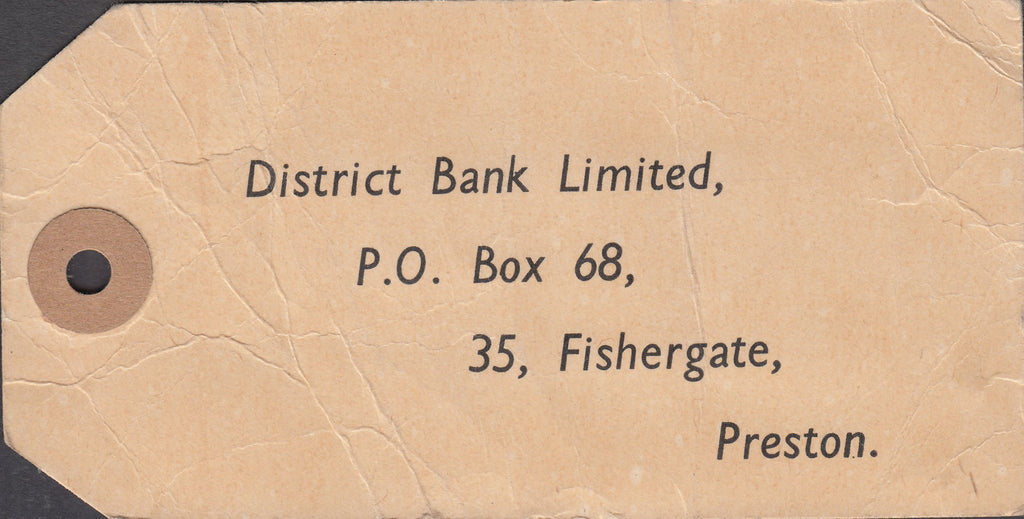 District Bank Limited,
P.O. Box 68,
35, Fishergate,
Preston.